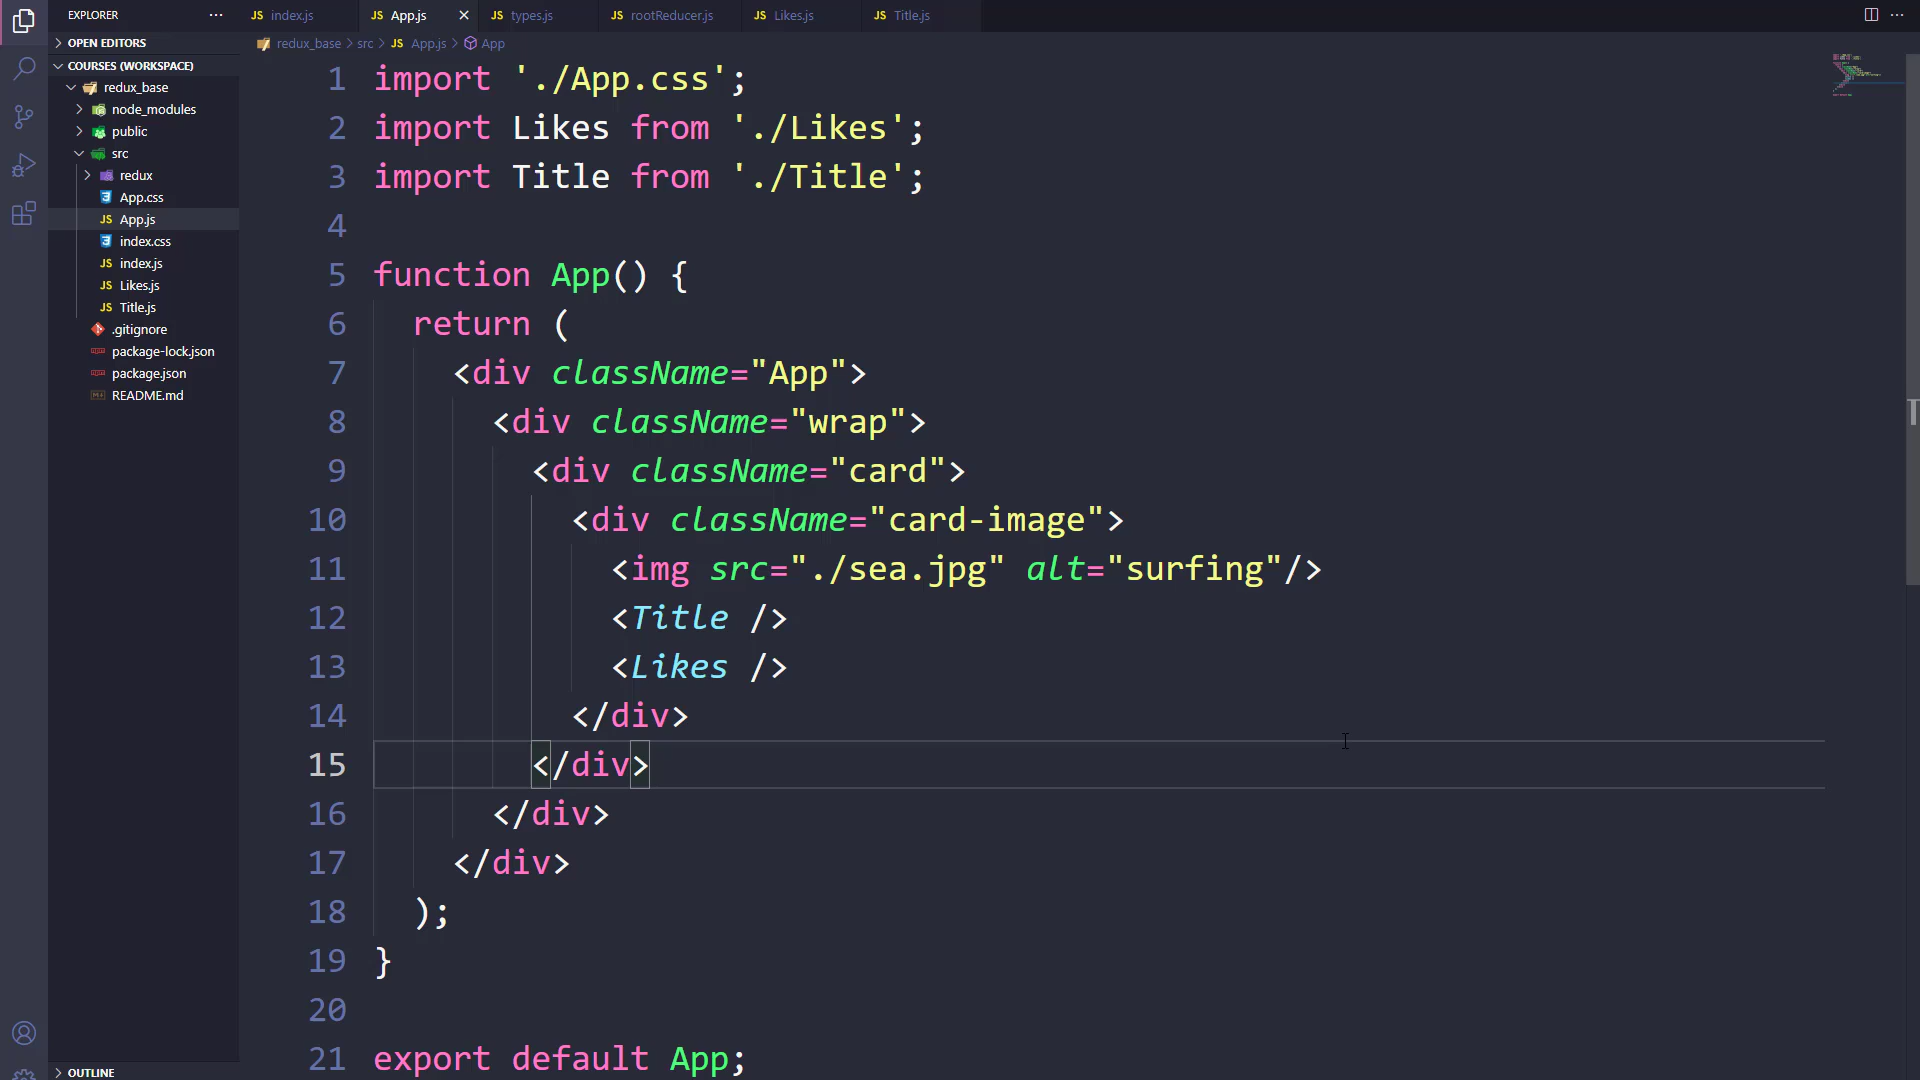 EXPLORER
OPEN EDITORS
COURSES (WORKSPACE)
redux_base
node_modules
public
src
redux
App.css
App.js
index.css
index.js
Likes.js
Title.js
.gitignore
package-lock.json
package.json
README.md
OUTLINE
JS index.js JS App.js JS types.js JS rootReducer.js JS Likes.js JS Title.js
redux_base > src > JS App.js > App
1 import './App.css';
2 import Likes from './Likes';
3 import Title from './Title';
4
5 function App() {
6 return (
7 <div className="App">
8 <div className="wrap">
9 <div className="card">
10 <div className="card-image">
11 <img src="./sea.jpg" alt="surfing"/>
12 <Title />
13 <Likes />
14 </div>
15 </div>
16 </div>
17 </div>
18 );
19 }
20
21 export default App;